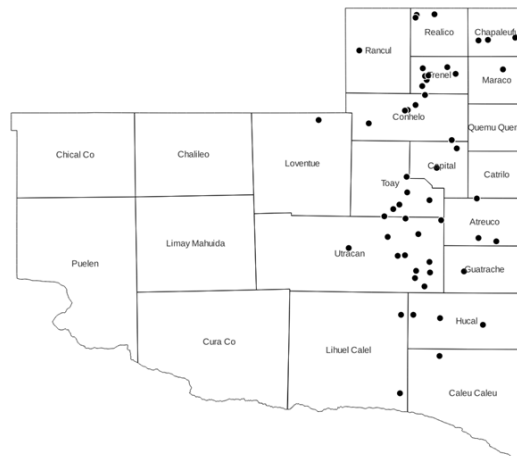 Realico
Chapaleufu
Rancul
Trenel
Maraco
Conhelo
Quemu Quemu
Chical Co
Chalileo
Loventue
Capital
Catrilo
Toay
Atreuco
Puelen
Limay Mahuida
Utracan
Guatrache
Cura Co
Lihuel Calel
Hucal
Caleu Caleu